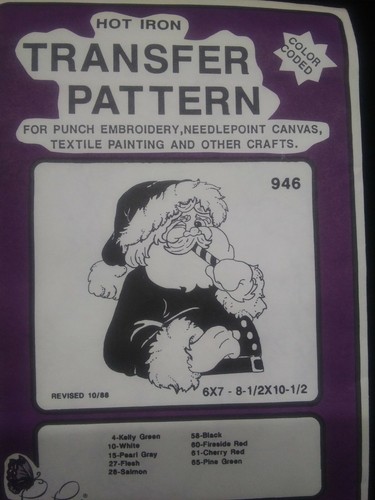 HOT IRON
TRANSFER
PATTERN
COLOR
CODED
FOR PUNCH EMBROIDERY,NEEDLEPOINT CANVAS,
TEXTILE PAINTING AND OTHER CRAFTS.
946
REVISED 10/88
6X7 - 8-1/2X10-1/2
4-Kelly Green
10-White
15-Pearl Gray
27-Flesh
28-Salmon
58-Black
60-Fireside Red
61-Cherry Red
65-Pine Green